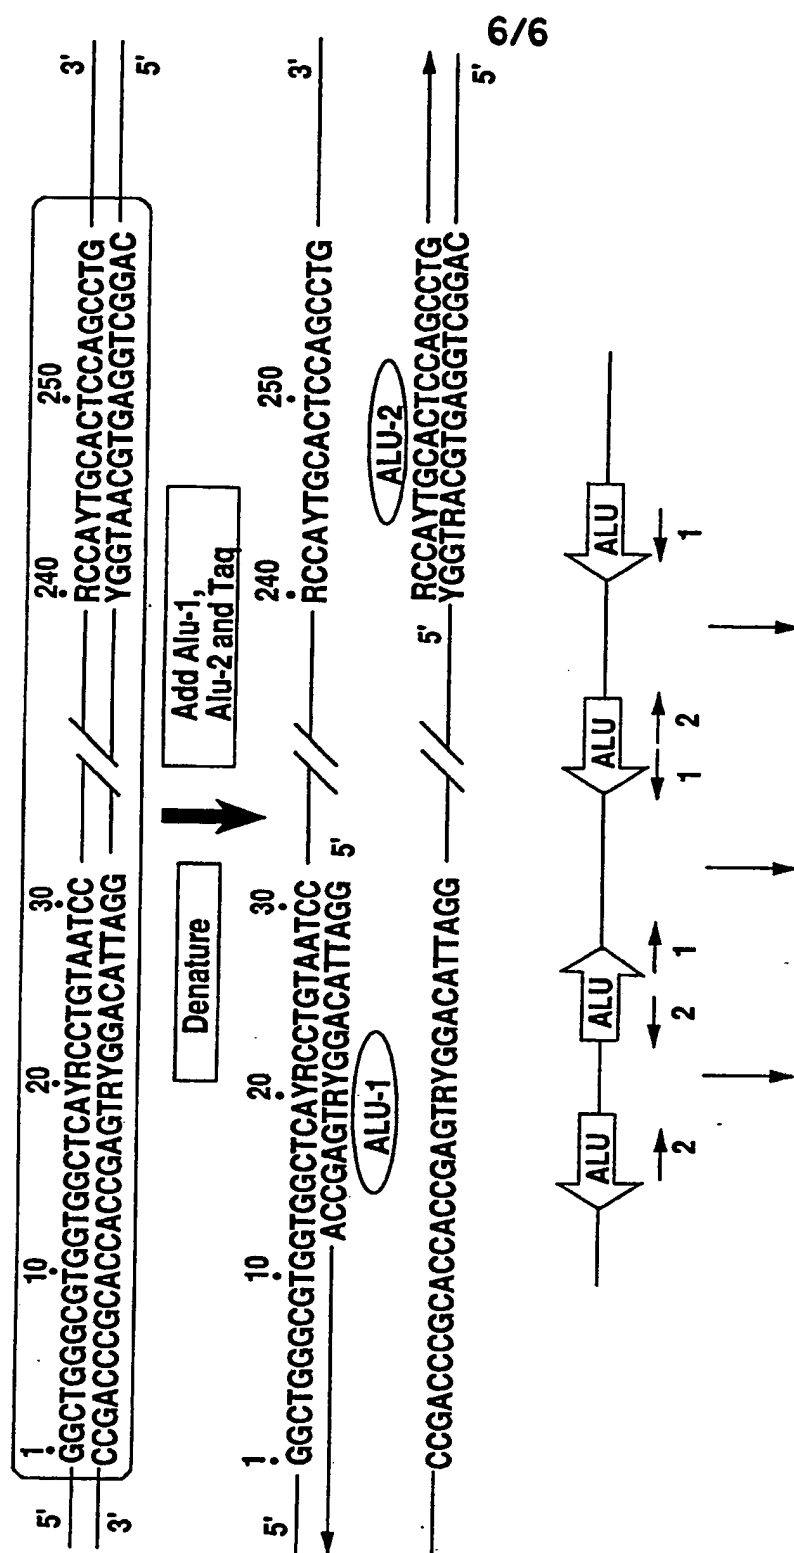 6/6
1 10 20 30 240 250
5' GGCTGGGCGTGGTGGCTCAYRCCTGTAATCC RCCAYTGCACTCCAGCCTG 3'
3' CCGACCCGCACCACCGAGTRYGGACATTAGG YGGTAACGTGAGGTCGGAC 5'
Denature
Add Alu-1,
Alu-2 and Taq
1 10 20 30 240 250
5' GGCTGGGCGTGGTGGCTCAYRCCTGTAATCC RCCAYTGCACTCCAGCCTG 3'
ACCGAGTRYGGACATTAGG 5'
ALU-1
ALU-2
5' RCCAYTGCACTCCAGCCTG
CCGACCCGCACCACCGAGTRYGGACATTAGG YGGTRACGTGAGGTCGGAC 5'
ALU ALU ALU ALU
2 2 1 1 2 1